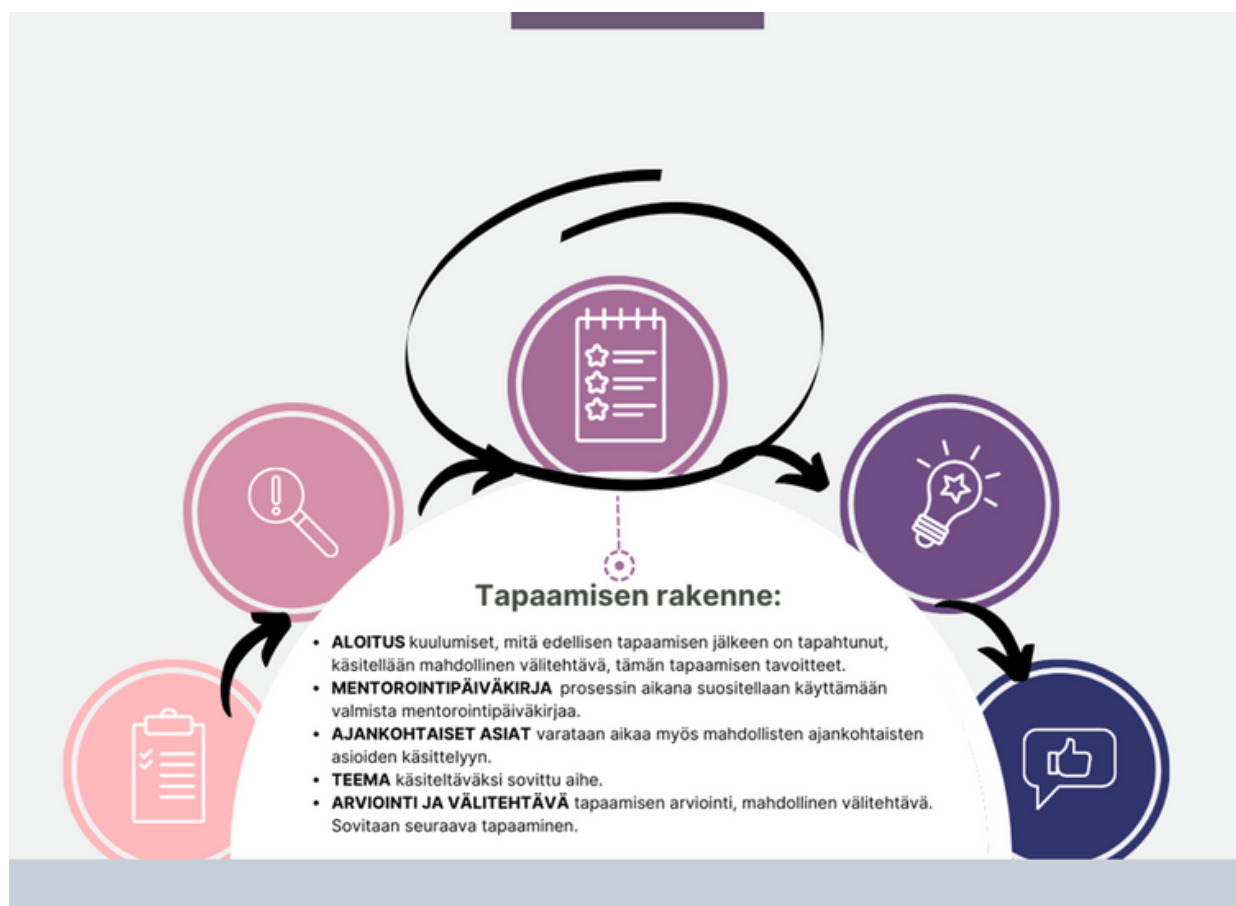 Tapaamisen rakenne:
• ALOITUS kuulumiset, mitä edellisen tapaamisen jälkeen on tapahtunut,
käsitellään mahdollinen välitehtävä, tämän tapaamisen tavoitteet.
• MENTOROINTIPÄIVÄKIRJA prosessin aikana suositellaan käyttämään
valmista mentorointipäiväkirjaa.
• AJANKOHTAISET ASIAT varataan aikaa myös mahdollisten ajankohtaisten
asioiden käsittelyyn.
• TEEMA käsiteltäväksi sovittu aihe.
• ARVIOINTI JA VÄLITEHTÄVÄ tapaamisen arviointi, mahdollinen välitehtävä.
Sovitaan seuraava tapaaminen.